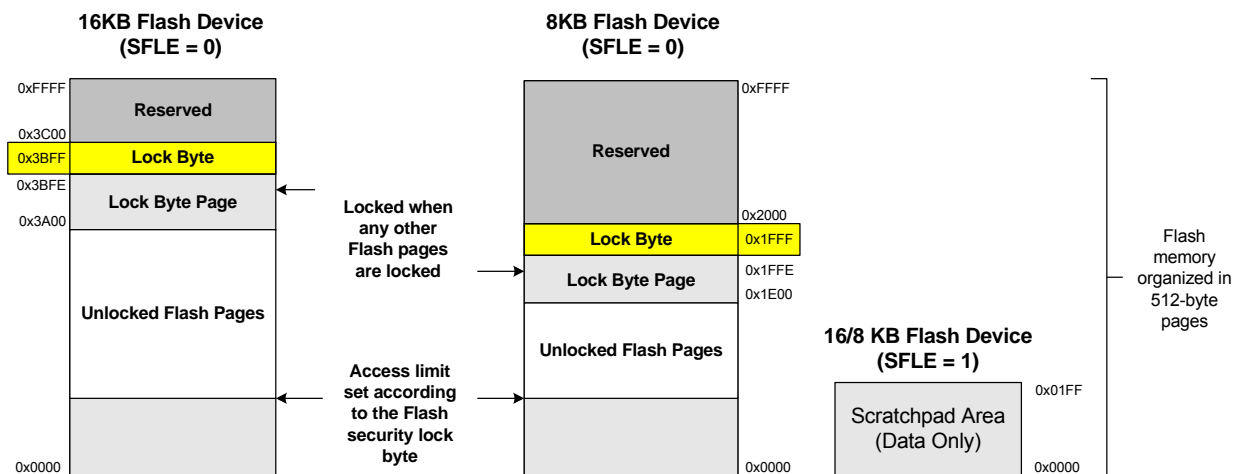 16KB Flash Device
(SFLE = 0)
0xFFFF
Reserved
0x3C00
0x3BFF
Lock Byte
0x3BFE
Lock Byte Page
0x3A00
Unlocked Flash Pages
0x0000
Locked when
any other
Flash pages
are locked
Access limit
set according
to the Flash
security lock
byte
8KB Flash Device
(SFLE = 0)
0xFFFF
Reserved
0x2000
Lock Byte
0x1FFF
0x1FFE
Lock Byte Page
0x1E00
Unlocked Flash Pages
0x0000
16/8 KB Flash Device
(SFLE = 1)
0x01FF
Scratchpad Area
(Data Only)
0x0000
Flash
memory
organized in
512-byte
pages